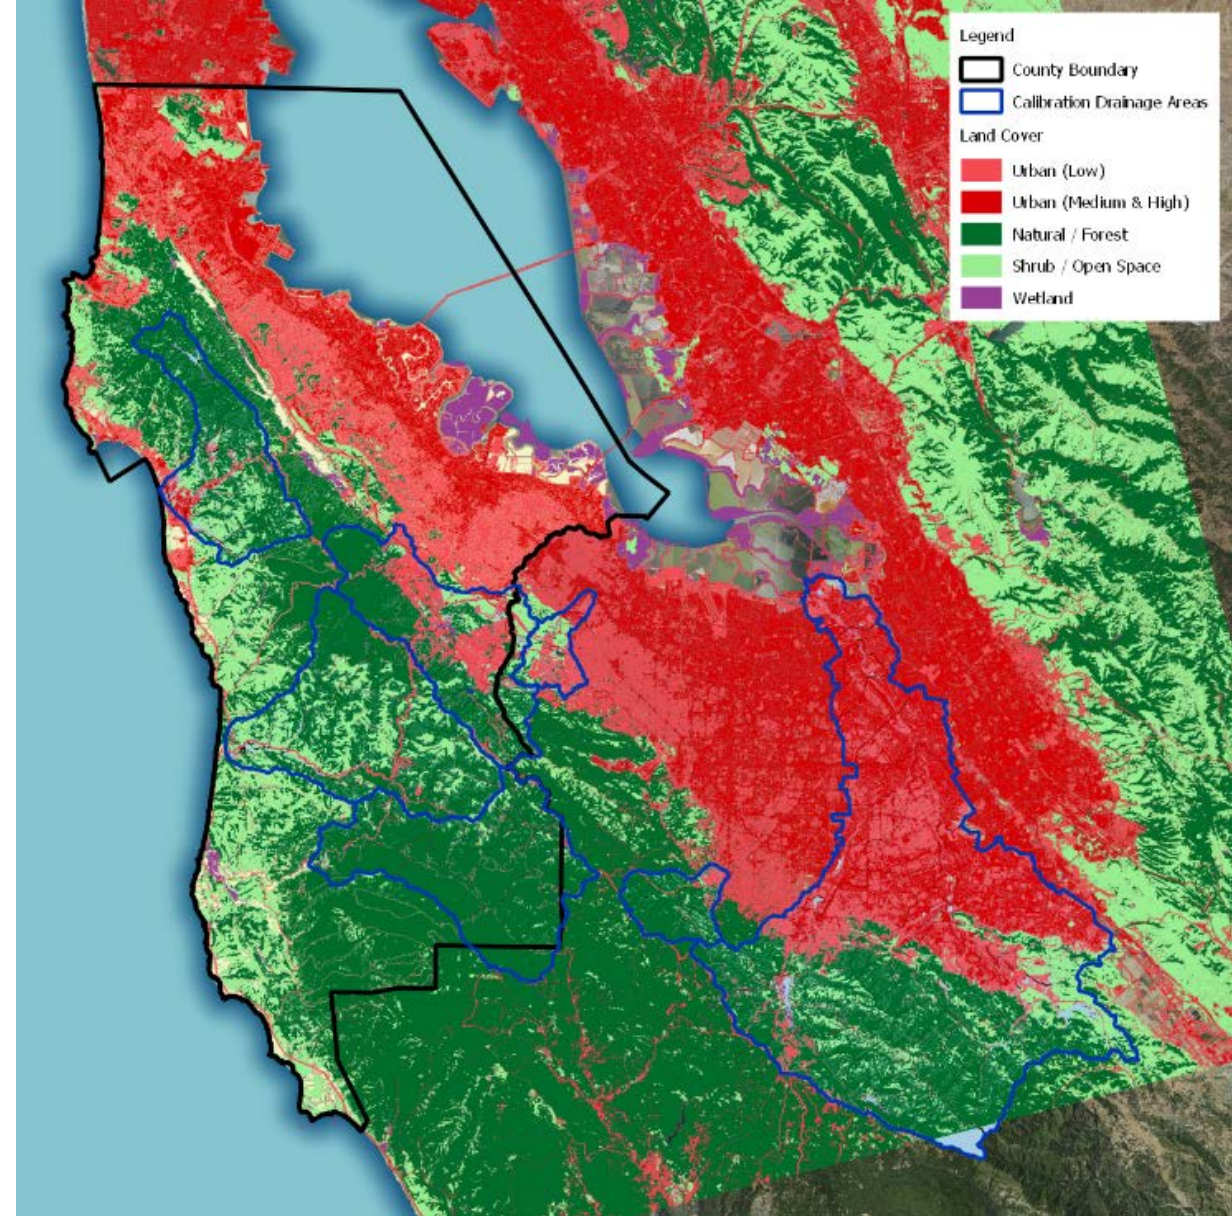 Legend
County Boundary
Calibration Drainage Areas
Land Cover
Urban (Low)
Urban (Medium & High)
Natural / Forest
Shrub / Open Space
Wetland